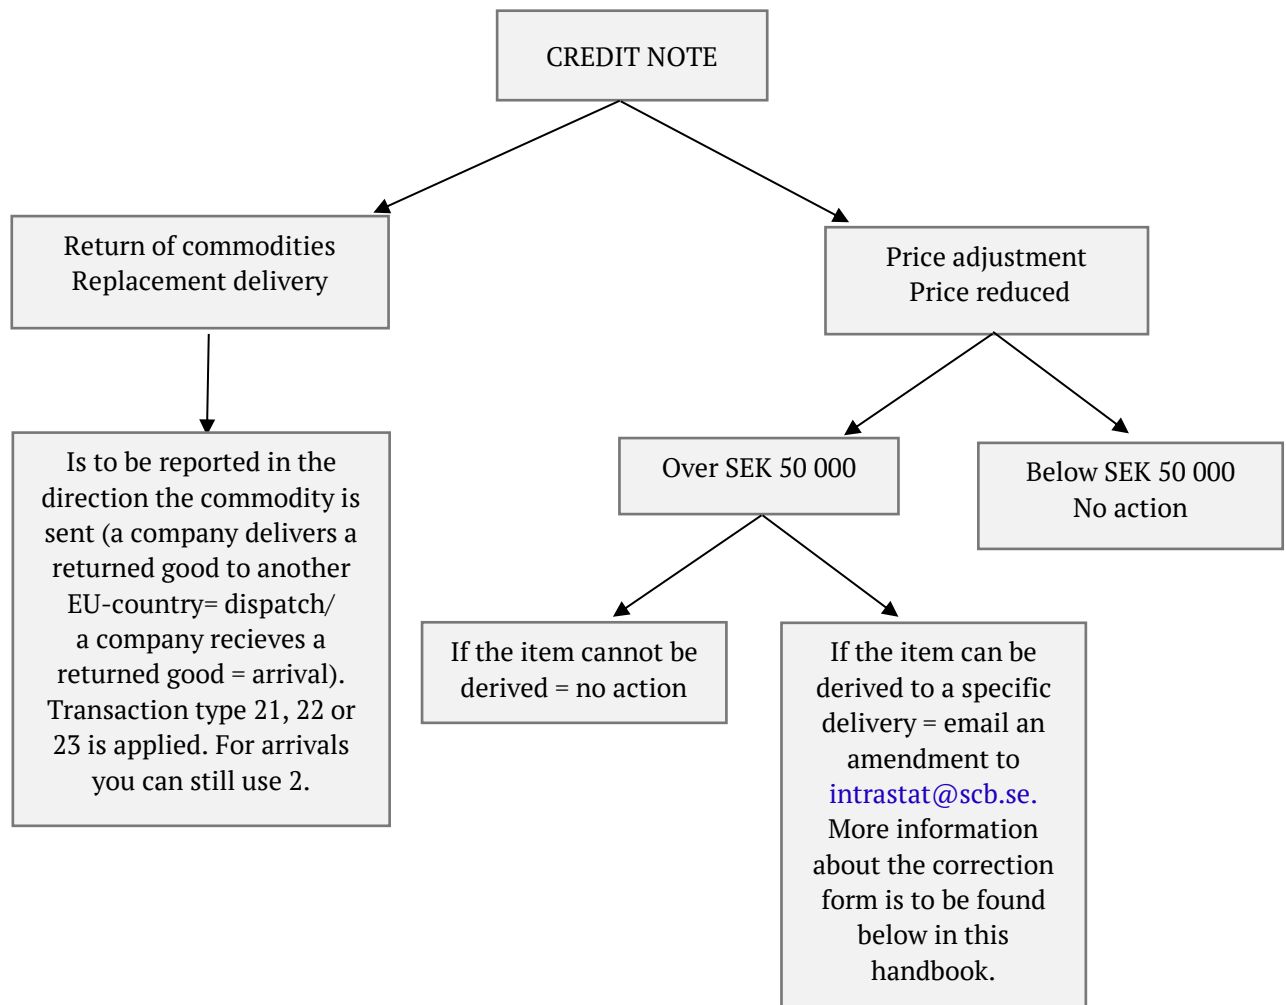 CREDIT NOTE
Return of commodities
Replacement delivery
Price adjustment
Price reduced
Is to be reported in the
direction the commodity is
sent (a company delivers a
returned good to another
EU-country= dispatch/
a company recieves a
returned good = arrival).
Transaction type 21, 22 or
23 is applied. For arrivals
you can still use 2.
Over SEK 50 000
Below SEK 50 000
No action
If the item cannot be
derived = no action
If the item can be
derived to a specific
delivery = email an
amendment to
intrastat@scb.se.
More information
about the correction
form is to be found
below in this
handbook.